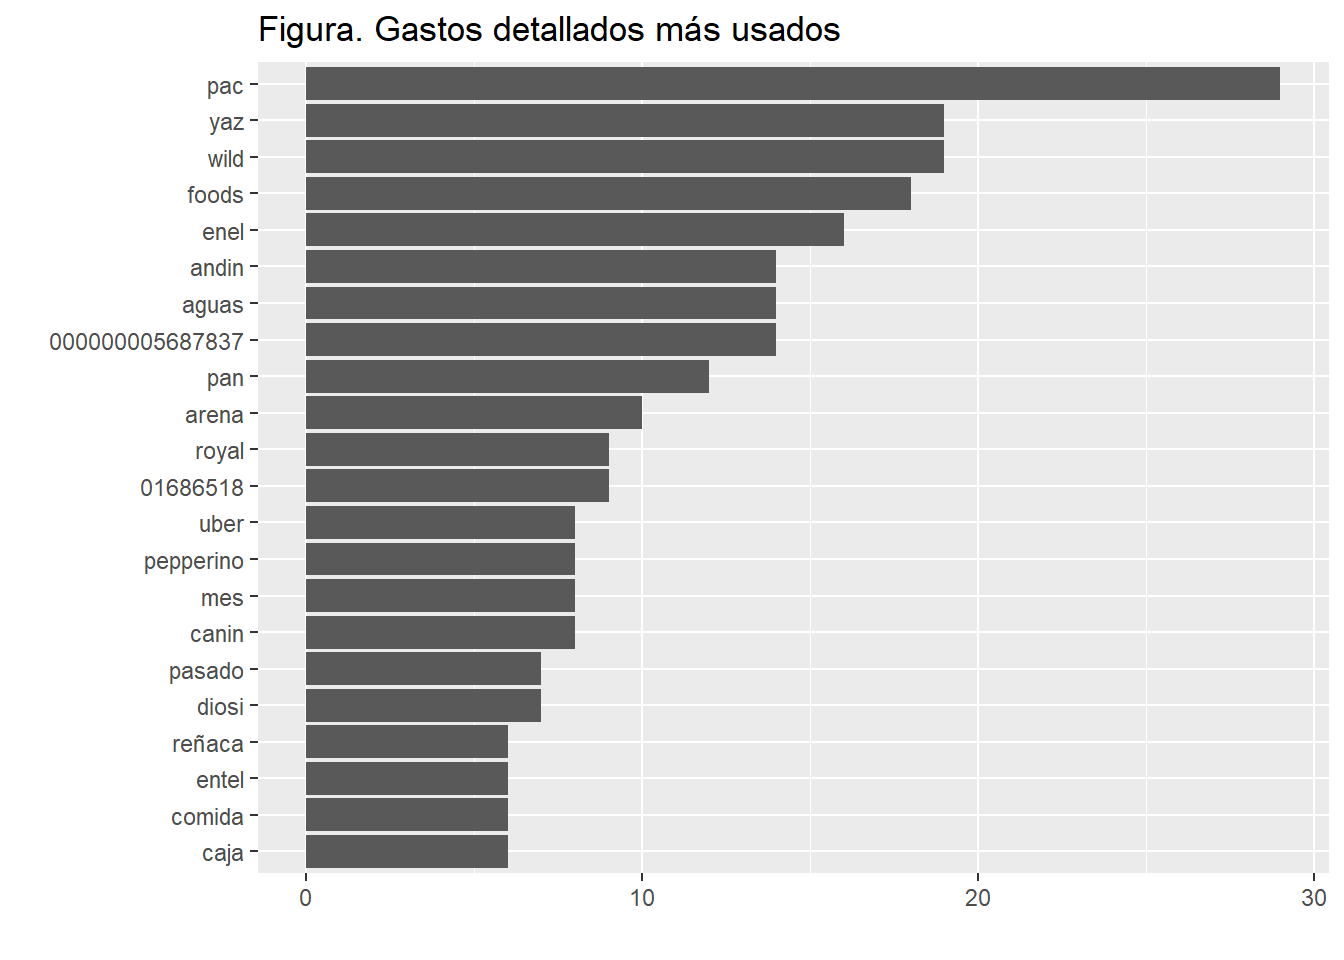 Figura. Gastos detallados más usados
pac
yaz
wild
foods
enel
andin
aguas
000000005687837
pan
arena
royal
01686518
uber
pepperino
mes
canin
pasado
diosi
reñaca
entel
comida
caja
0 10 20 30